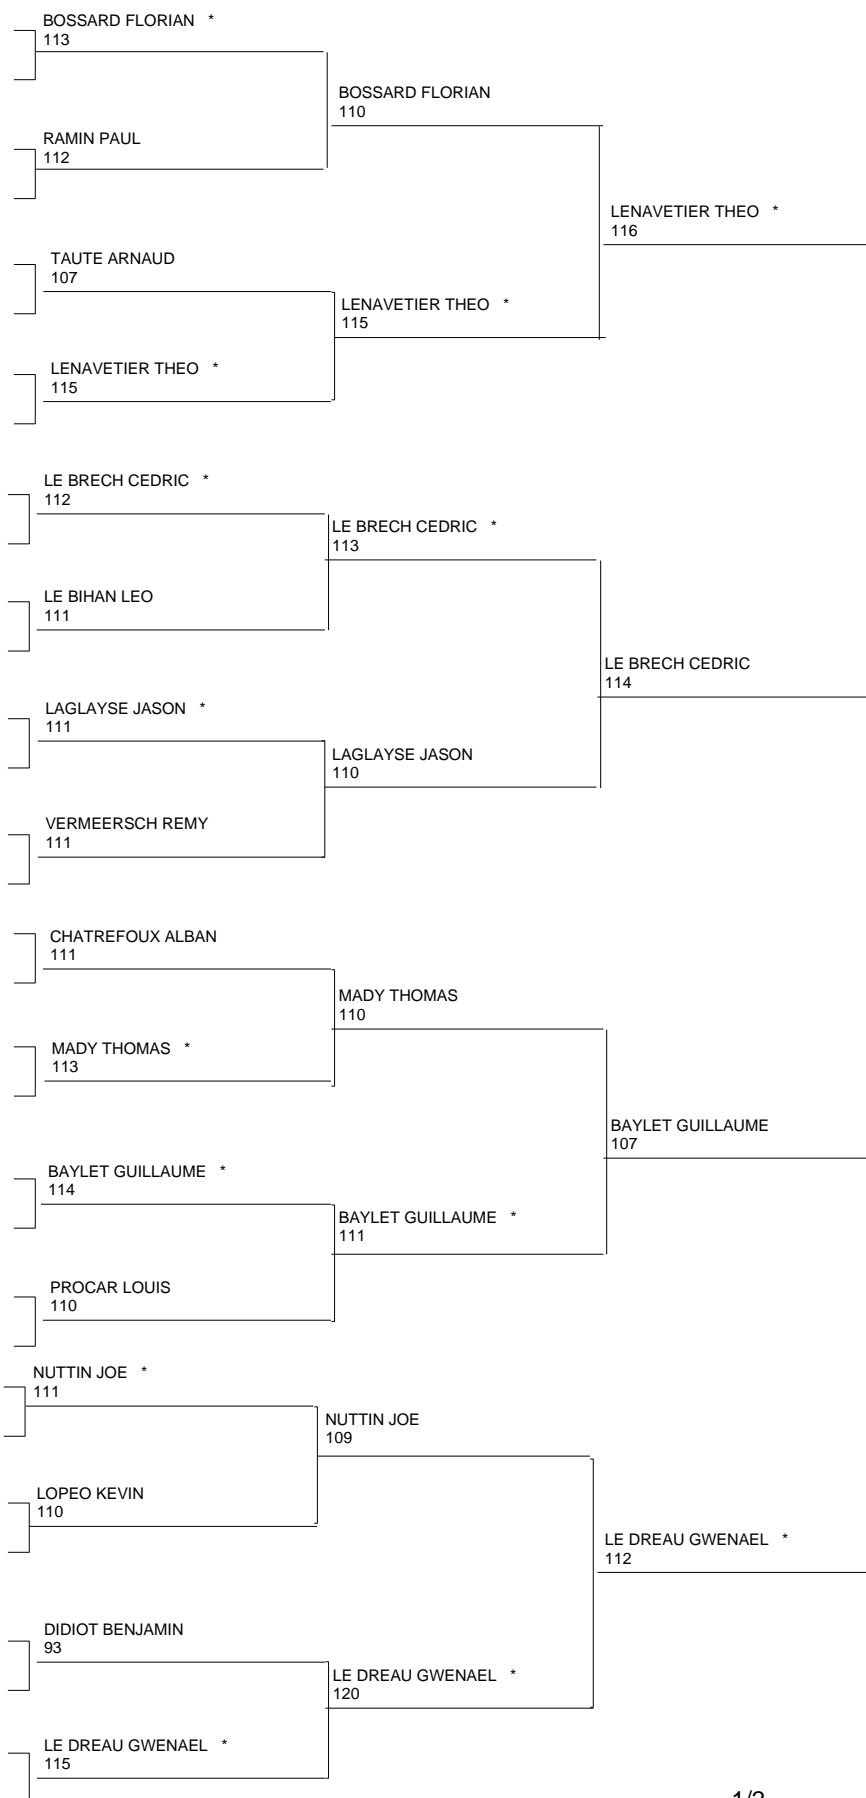 BOSSARD FLORIAN *
113
BOSSARD FLORIAN
110
RAMIN PAUL
112
LENAVETIER THEO *
116
TAUTE ARNAUD
107
LENAVETIER THEO *
115
LENAVETIER THEO *
115
LE BRECH CEDRIC *
112
LE BRECH CEDRIC *
113
LE BIHAN LEO
111
LE BRECH CEDRIC
114
LAGLAYSE JASON *
111
LAGLAYSE JASON
110
VERMEERSCH REMY
111
CHATREFOUX ALBAN
111
MADY THOMAS
110
MADY THOMAS *
113
BAYLET GUILLAUME
107
BAYLET GUILLAUME *
114
BAYLET GUILLAUME *
111
PROCAR LOUIS
110
NUTTIN JOE *
111
NUTTIN JOE
109
LOPEO KEVIN
110
LE DREAU GWENAEL *
112
DIDIOT BENJAMIN
93
LE DREAU GWENAEL *
120
LE DREAU GWENAEL *
115